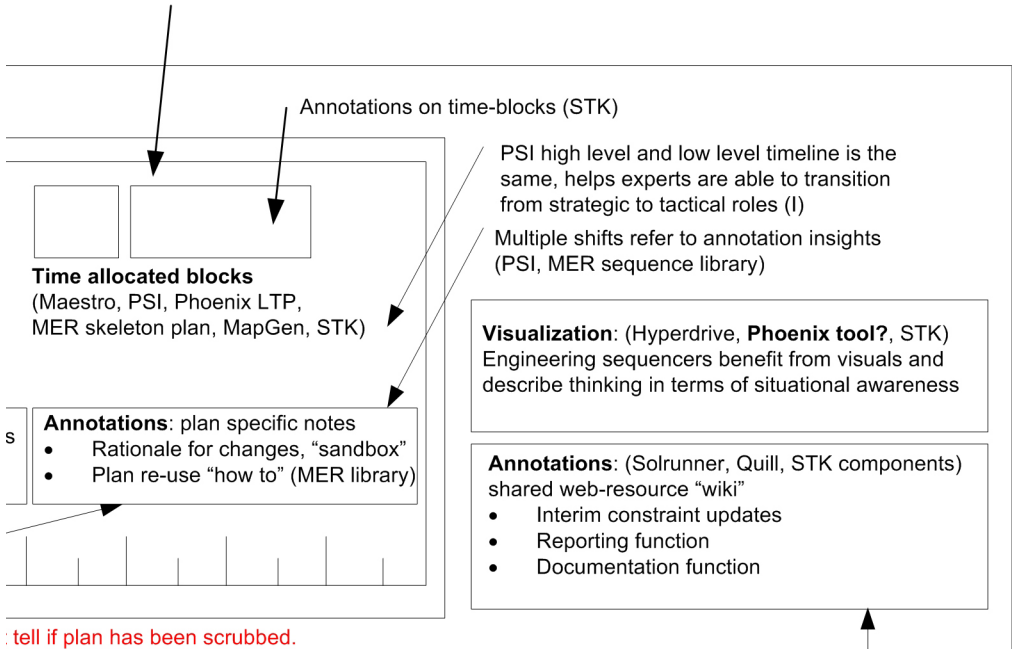 Annotations on time-blocks (STK)
PSI high level and low level timeline is the
same, helps experts are able to transition
from strategic to tactical roles (I)
Multiple shifts refer to annotation insights
(PSI, MER sequence library)
Time allocated blocks
(Maestro, PSI, Phoenix LTP,
MER skeleton plan, MapGen, STK)
Visualization: (Hyperdrive, Phoenix tool?, STK)
Engineering sequencers benefit from visuals and
describe thinking in terms of situational awareness
s
Annotations: plan specific notes
• Rationale for changes, “sandbox”
• Plan re-use “how to” (MER library)
Annotations: (Solrunner, Quill, STK components)
shared web-resource “wiki”
• Interim constraint updates
• Reporting function
• Documentation function
tell if plan has been scrubbed.